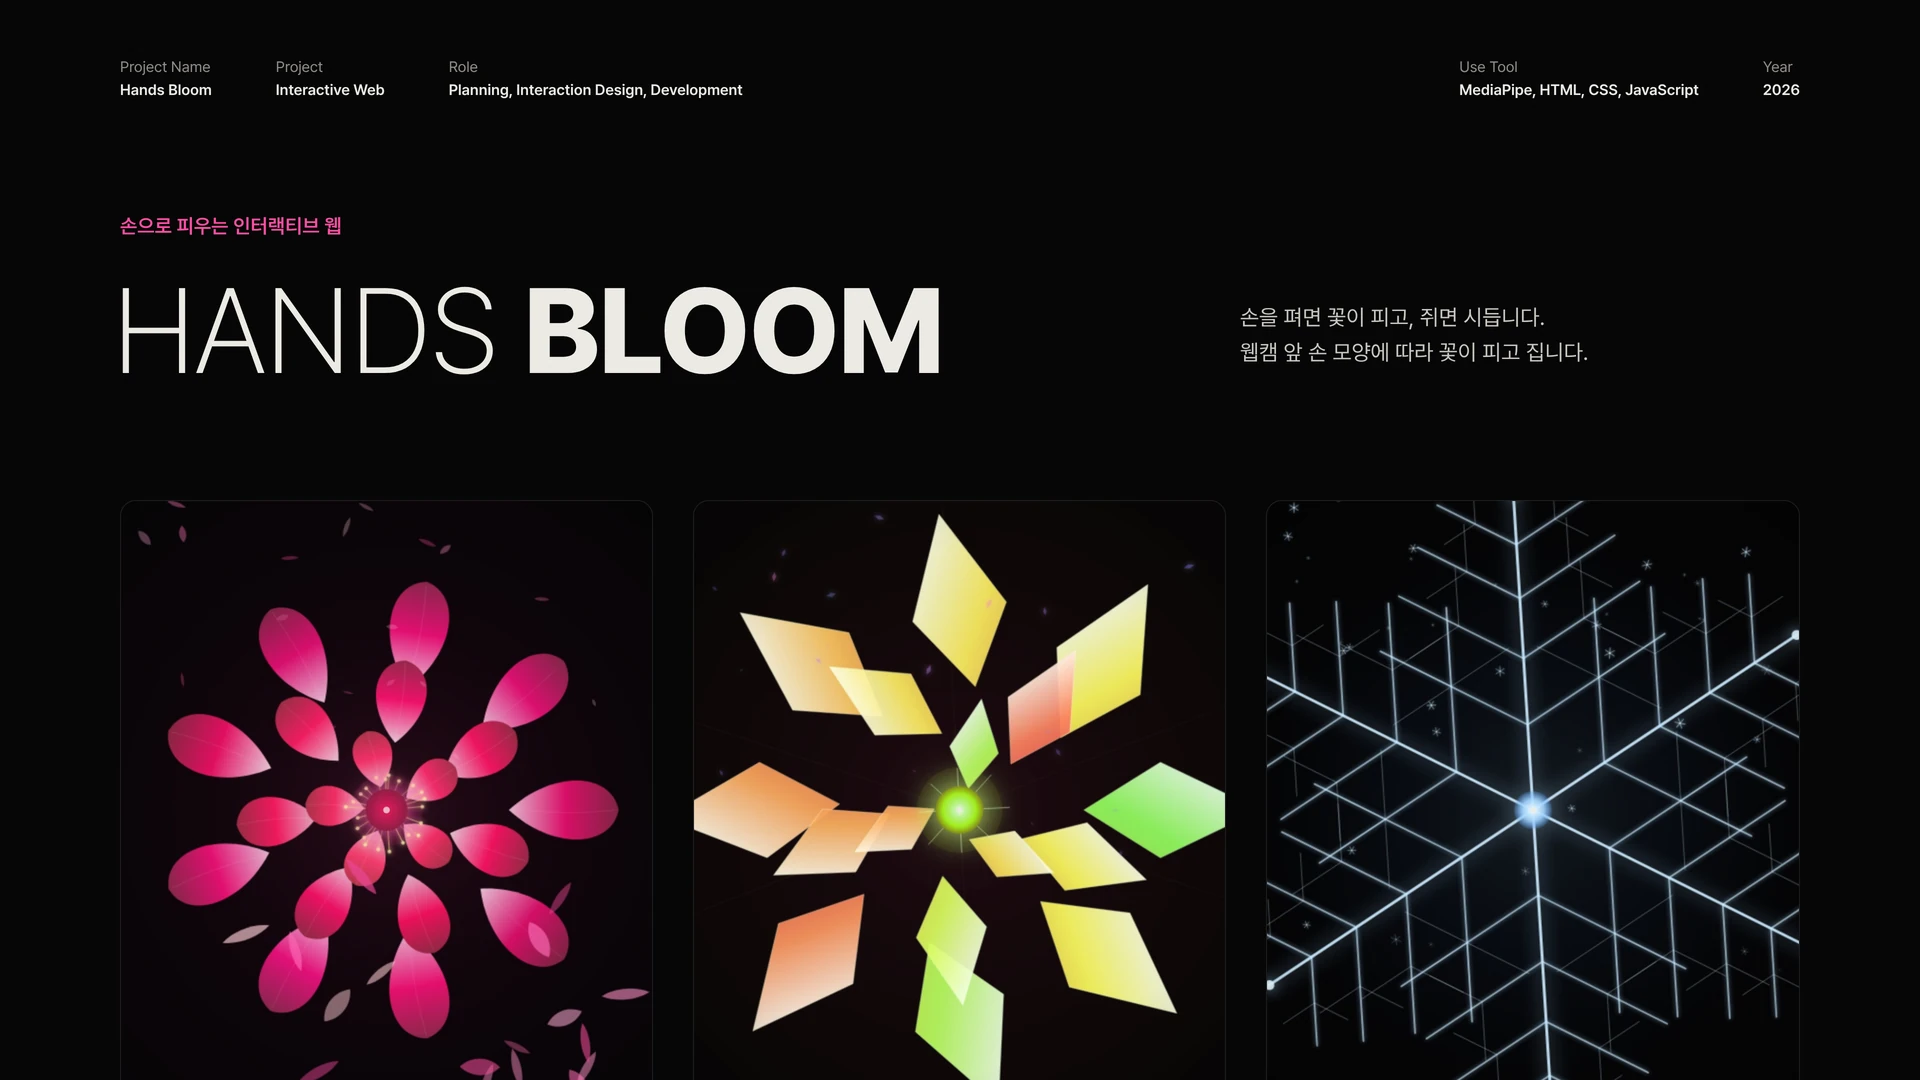 Project Name
Hands Bloom
Project
Interactive Web
Role
Planning, Interaction Design, Development
Use Tool
MediaPipe, HTML, CSS, JavaScript
Year
2026
손으로 피우는 인터랙티브 웹
HANDS BLOOM
손을 펴면 꽃이 피고, 쥐면 시듭니다.
웹캠 앞 손 모양에 따라 꽃이 피고 집니다.